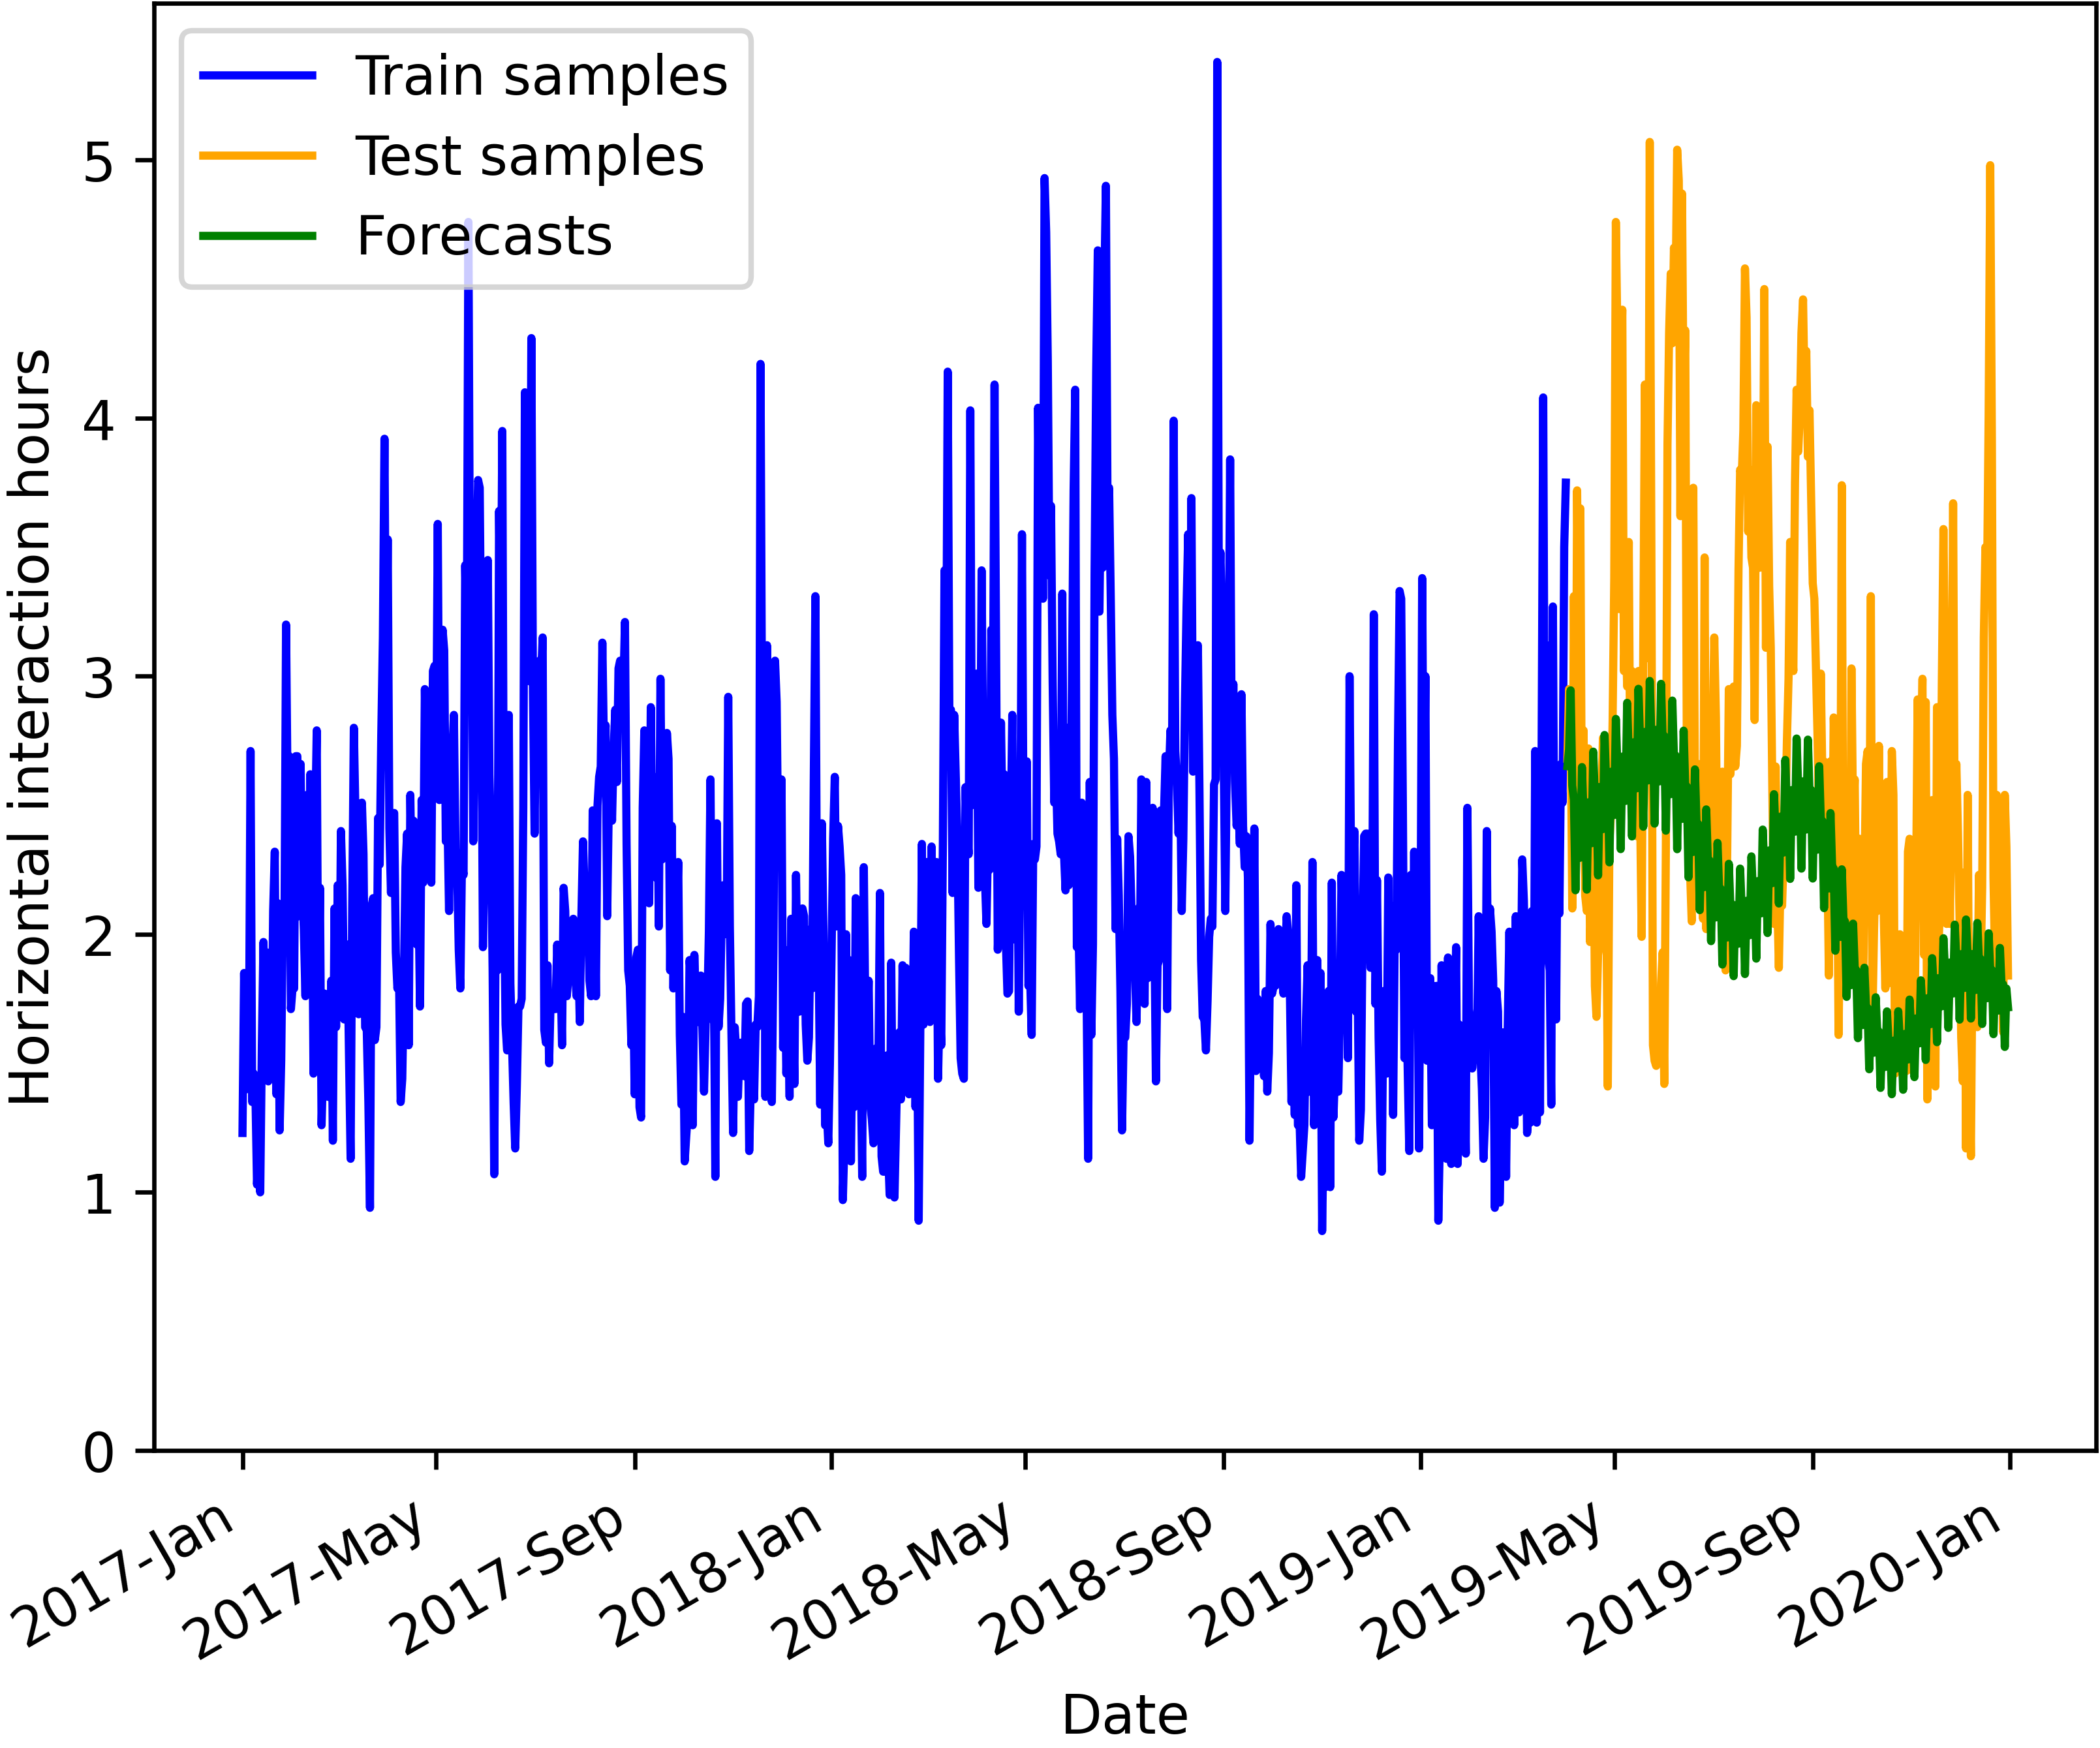 Train samples
Test samples
Forecasts
Horizontal interaction hours
5
4
3
2
1
0
2017-Jan
2017-May
2017-Sep
2018-Jan
2018-May
2018-Sep
2019-Jan
2019-May
2019-Sep
2020-Jan
Date